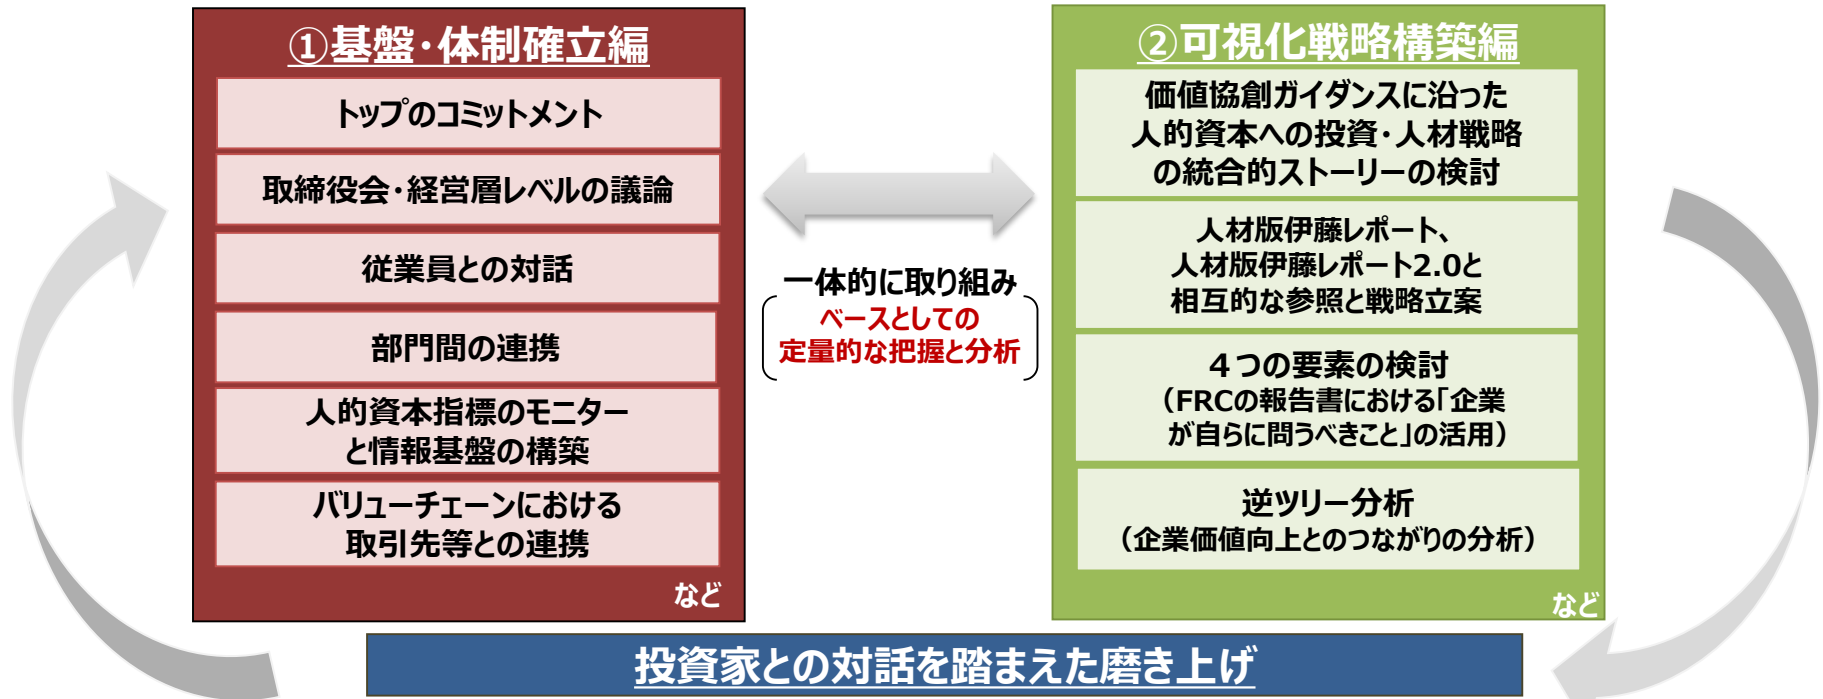 ①基盤・体制確立編
トップのコミットメント
取締役会・経営層レベルの議論
従業員との対話
部門間の連携
人的資本指標のモニター
と情報基盤の構築
バリューチェーンにおける
取引先等との連携
など
一体的に取り組み
ベースとしての
定量的な把握と分析
②可視化戦略構築編
価値協創ガイダンスに沿った
人的資本への投資・人材戦略
の統合的ストーリーの検討
人材版伊藤レポート、
人材版伊藤レポート2.0と
相互的な参照と戦略立案
４つの要素の検討
（FRCの報告書における「企業
が自らに問うべきこと」の活用）
逆ツリー分析
（企業価値向上とのつながりの分析）
など
投資家との対話を踏まえた磨き上げ